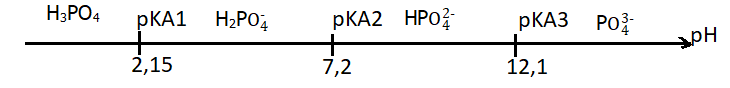 H₃PO₄ pKA1 H₂PO₄⁻ pKA2 HPO₄²⁻ pKA3 PO₄³⁻ pH
2,15 7,2 12,1